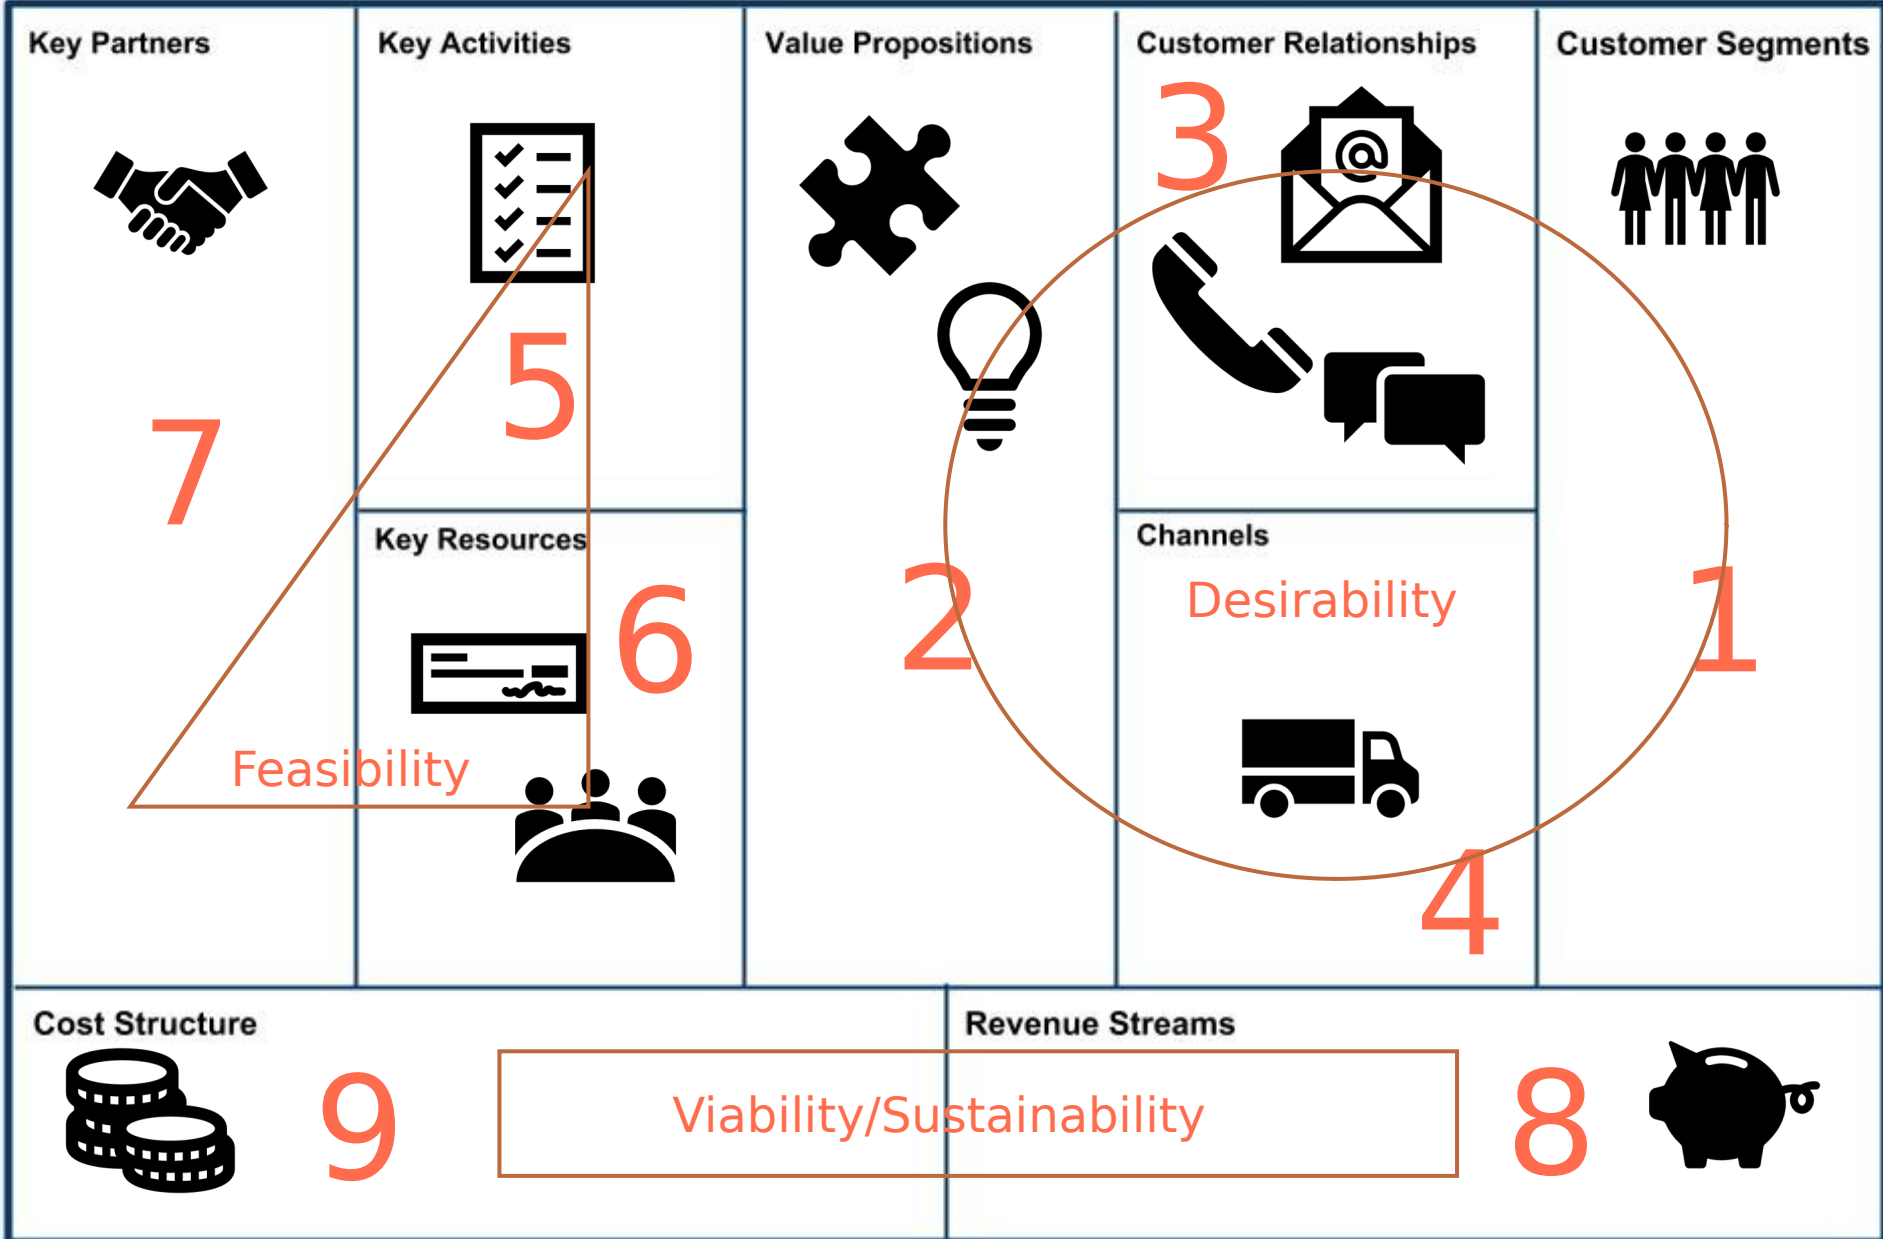 Key Partners
7
Key Activities
5
Key Resources
6
Feasibility
Value Propositions
2
Customer Relationships
3
@
Channels
Desirability
4
Customer Segments
1
Cost Structure
9
Viability/Sustainability
Revenue Streams
8